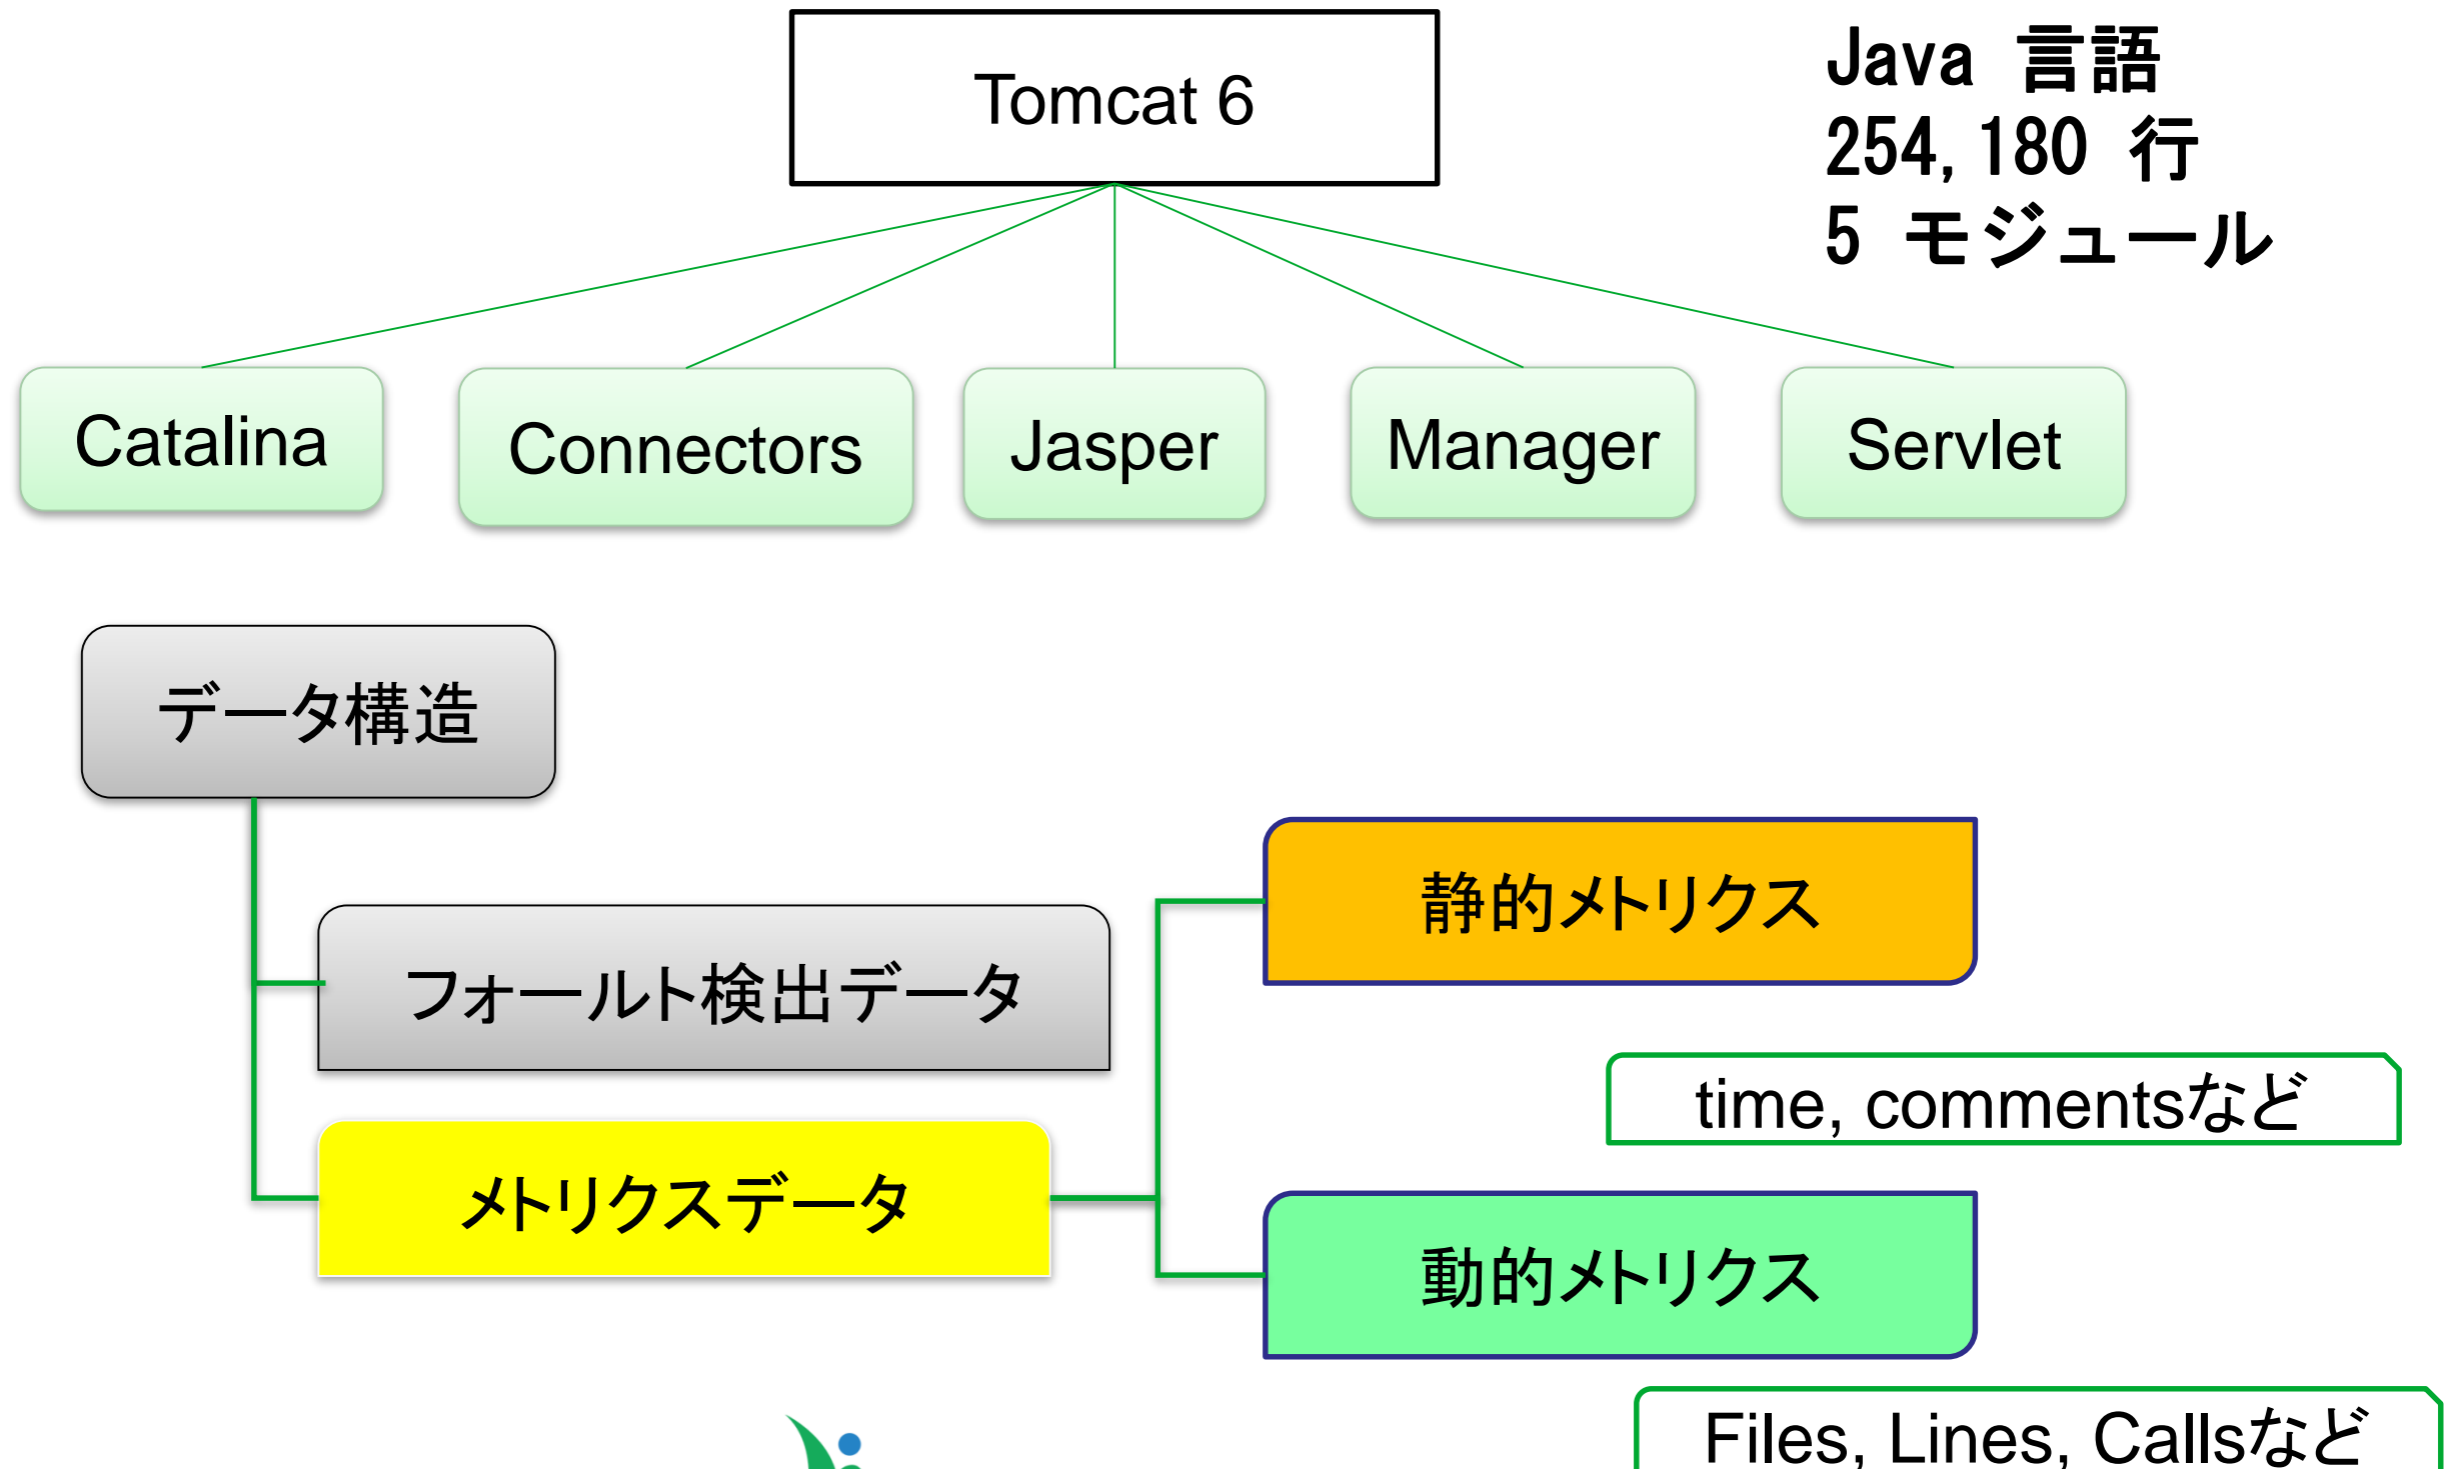 Tomcat 6
Java 言語
254,180 行
5 モジュール
Catalina
Connectors
Jasper
Manager
Servlet
データ構造
フォールト検出データ
メトリクスデータ
静的メトリクス
time, commentsなど
動的メトリクス
Files, Lines, Callsなど